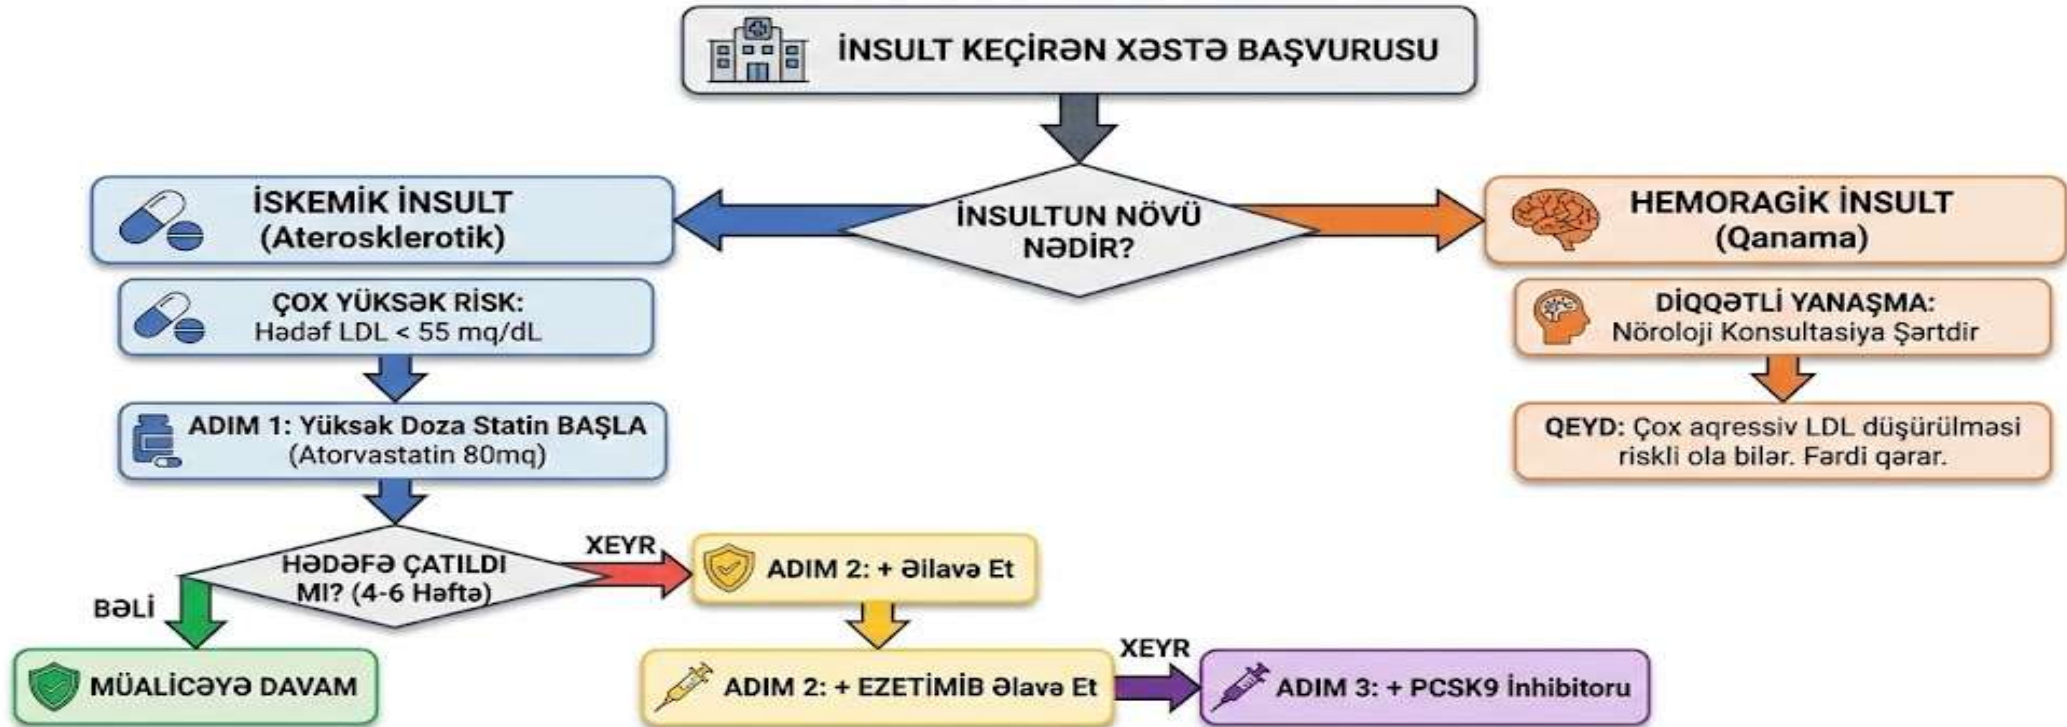 İNSULT KEÇİRƏN XƏSTƏ BAŞVURUSU
İNSULTUN NÖVÜ
NƏDİR?
İSKEMİK İNSULT
(Aterosklerotik)
ÇOX YÜKSƏK RİSK:
Hədəf LDL < 55 mq/dL
ADIM 1: Yüksək Doza Statin BAŞLA
(Atorvastatin 80mq)
HƏDƏFƏ ÇATILDI
MI? (4-6 Həftə)
BƏLİ
MÜALİCƏYƏ DAVAM
XEYR
ADIM 2: + Əilavə Et
ADIM 2: + EZETİMİB Əlavə Et
XEYR
ADIM 3: + PCSK9 İnhibitoru
HEMORAGİK İNSULT
(Qanama)
DİQQƏTLİ YANAŞMA:
Nöroloji Konsultasiya Şərtdir
QEYD: Çox aqressiv LDL düşürülməsi
riskli ola bilər. Fərdi qərar.